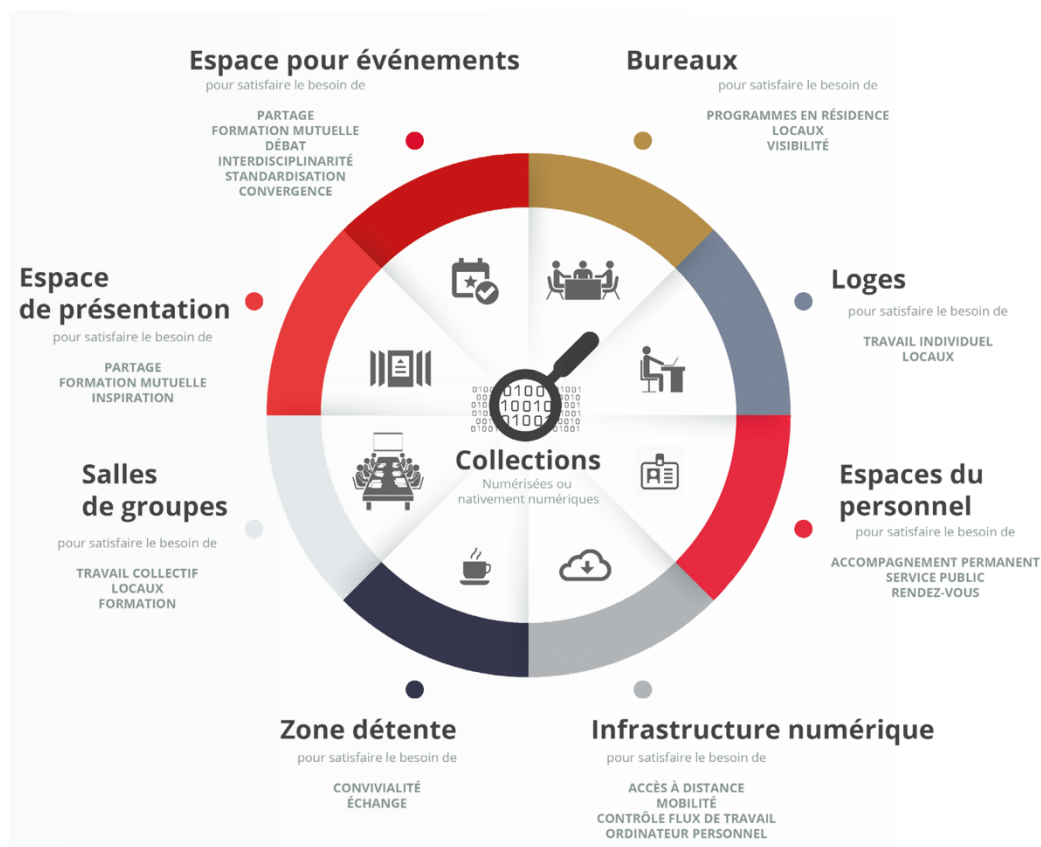 Espace pour événements
pour satisfaire le besoin de
PARTAGE
FORMATION MUTUELLE
DÉBAT
INTERDISCIPLINARITÉ
STANDARDISATION
CONVERGENCE
Bureaux
pour satisfaire le besoin de
PROGRAMMES EN RÉSIDENCE
LOCAUX
VISIBILITÉ
Espace
de présentation
pour satisfaire le besoin de
PARTAGE
FORMATION MUTUELLE
INSPIRATION
Loges
pour satisfaire le besoin de
TRAVAIL INDIVIDUEL
LOCAUX
Collections
Numérisées ou
nativement numériques
Salles
de groupes
pour satisfaire le besoin de
TRAVAIL COLLECTIF
LOCAUX
FORMATION
Espaces du
personnel
pour satisfaire le besoin de
ACCOMPAGNEMENT PERMANENT
SERVICE PUBLIC
RENDEZ-VOUS
Zone détente
pour satisfaire le besoin de
CONVIVIALITÉ
ÉCHANGE
Infrastructure numérique
pour satisfaire le besoin de
ACCÈS À DISTANCE
MOBILITÉ
CONTRÔLE FLUX DE TRAVAIL
ORDINATEUR PERSONNEL